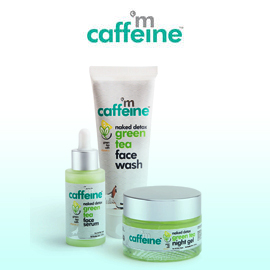 'm
caffeine™
'm
caffeine
naked detox
green
tea
face
wash
'm
caffeine
naked detox
green
tea
face
serum
'm
caffeine
naked detox
green tea
night gel